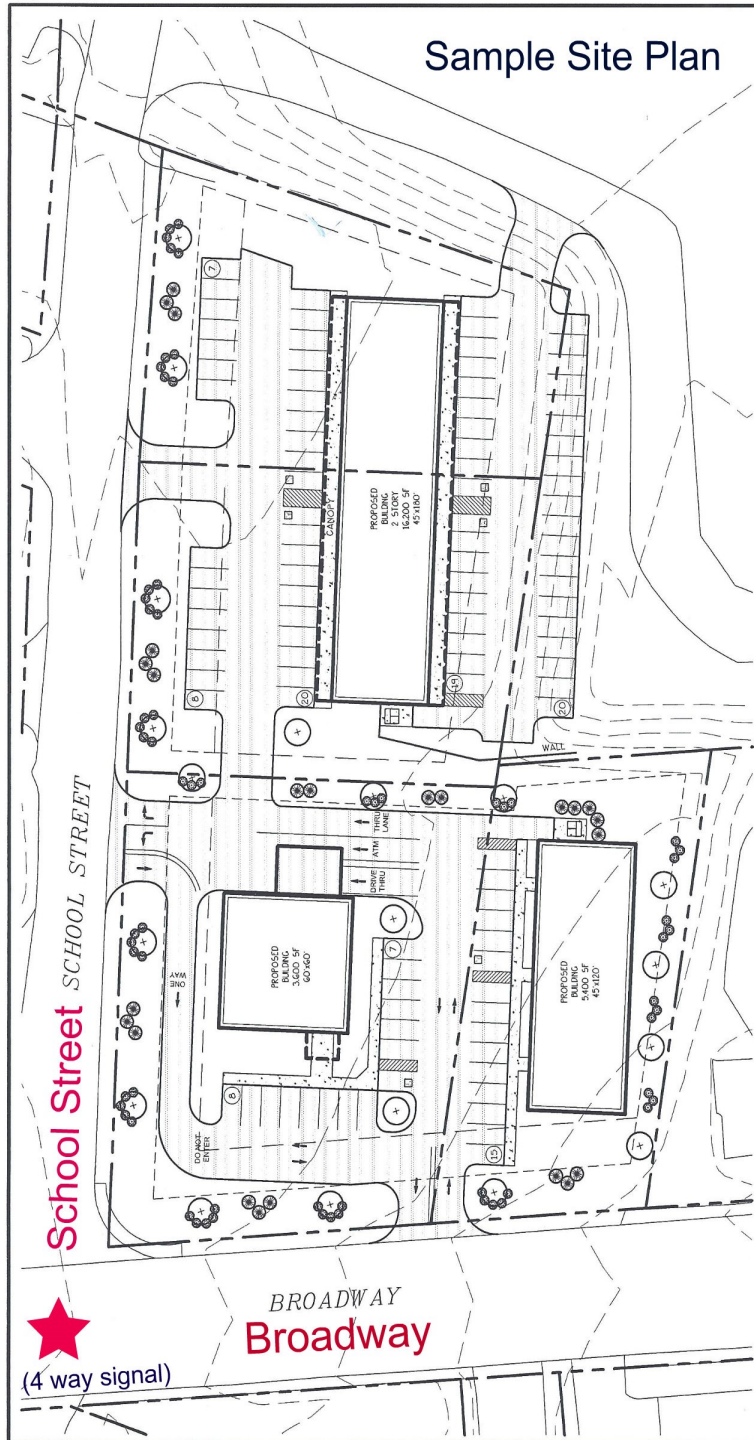 Sample Site Plan
7
CANOPY
PROPOSED
BUILDING
2 STORY
16,200 SF
45'x180'
8
20
19
20
WALL
SCHOOL STREET
School Street
THRU
LANE
ATM
DRIVE
THRU
ONE
WAY
PROPOSED
BUILDING
3,600 SF
60'x60'
7
PROPOSED
BUILDING
5,400 SF
45'x120'
8
DO NOT
ENTER
15
BROADWAY
Broadway
(4 way signal)